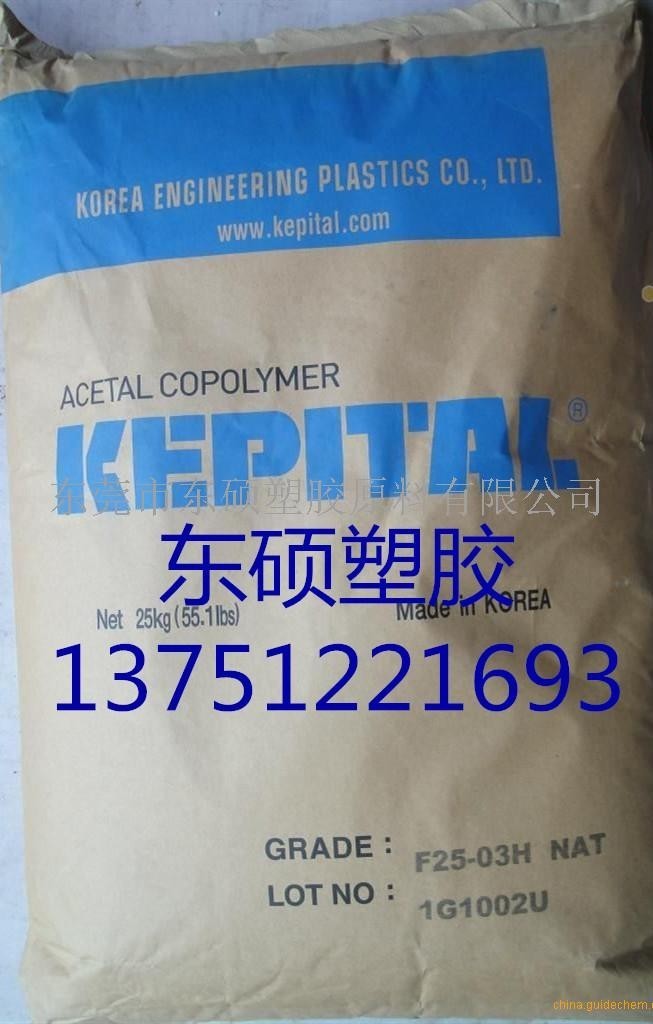 KOREA ENGINEERING PLASTICS CO., LTD.
www.kepital.com
ACETAL COPOLYMER
KEPITAL®
东莞市东硕塑胶原料有限公司
东硕塑胶
Net 25kg(55.1lbs)
Made in KOREA
13751221693
GRADE : F25-03H NAT
LOT NO : 1G1002U
china.guidechem.com